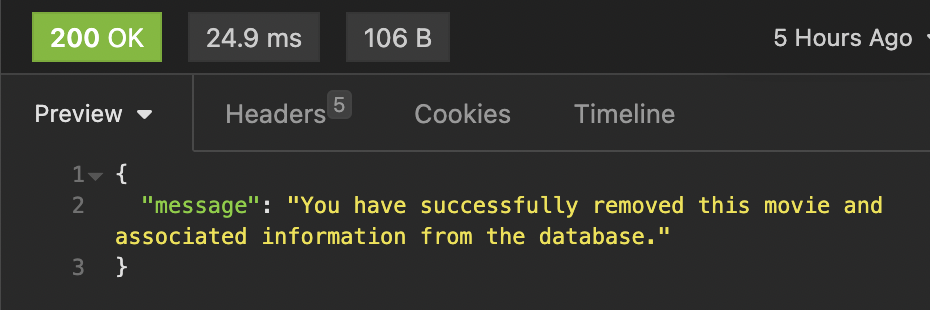 200 OK 24.9 ms 106 B 5 Hours Ago
Preview Headers 5 Cookies Timeline
1 {
2 "message": "You have successfully removed this movie and
associated information from the database."
3 }